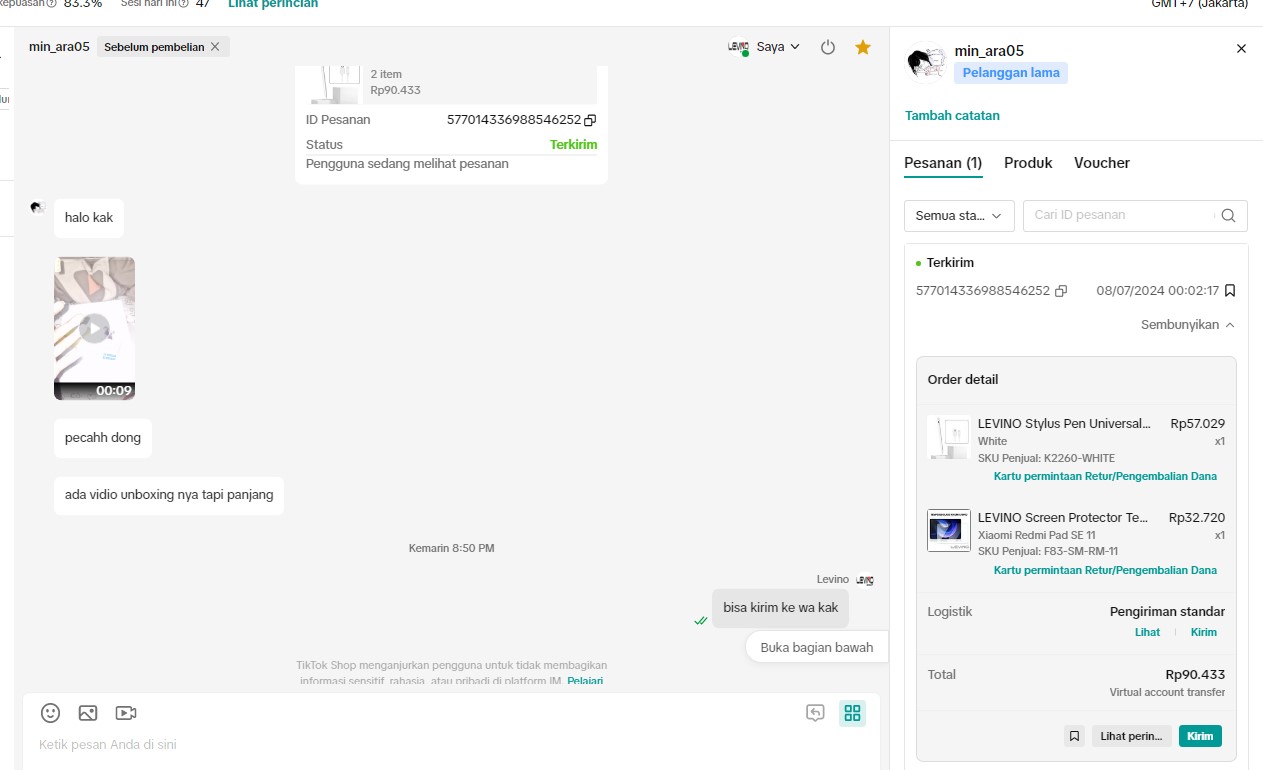 kepuasan 83.3% Sesi hari ini 47 Lihat perincian
GMT+7 (Jakarta)
min_ara05 Sebelum pembelian
LEVINO Saya
2 item
Rp90.433
ID Pesanan 577014336988546252
Status Terkirim
Pengguna sedang melihat pesanan
halo kak
00:09
pecahh dong
ada vidio unboxing nya tapi panjang
Kemarin 8:50 PM
Levino LEVINO
bisa kirim ke wa kak
Buka bagian bawah
TikTok Shop menganjurkan pengguna untuk tidak membagikan
informasi sensitif, rahasia, atau pribadi di platform IM. Pelajari
Ketik pesan Anda di sini
min_ara05
Pelanggan lama
Tambah catatan
Pesanan (1) Produk Voucher
Semua sta...
Cari ID pesanan
Terkirim
577014336988546252 08/07/2024 00:02:17
Sembunyikan
Order detail
LEVINO Stylus Pen Universal... Rp57.029
White x1
SKU Penjual: K2260-WHITE
Kartu permintaan Retur/Pengembalian Dana
LEVINO Screen Protector Te... Rp32.720
Xiaomi Redmi Pad SE 11 x1
SKU Penjual: F83-SM-RM-11
Kartu permintaan Retur/Pengembalian Dana
Logistik Pengiriman standar
Lihat Kirim
Total Rp90.433
Virtual account transfer
Lihat perin... Kirim